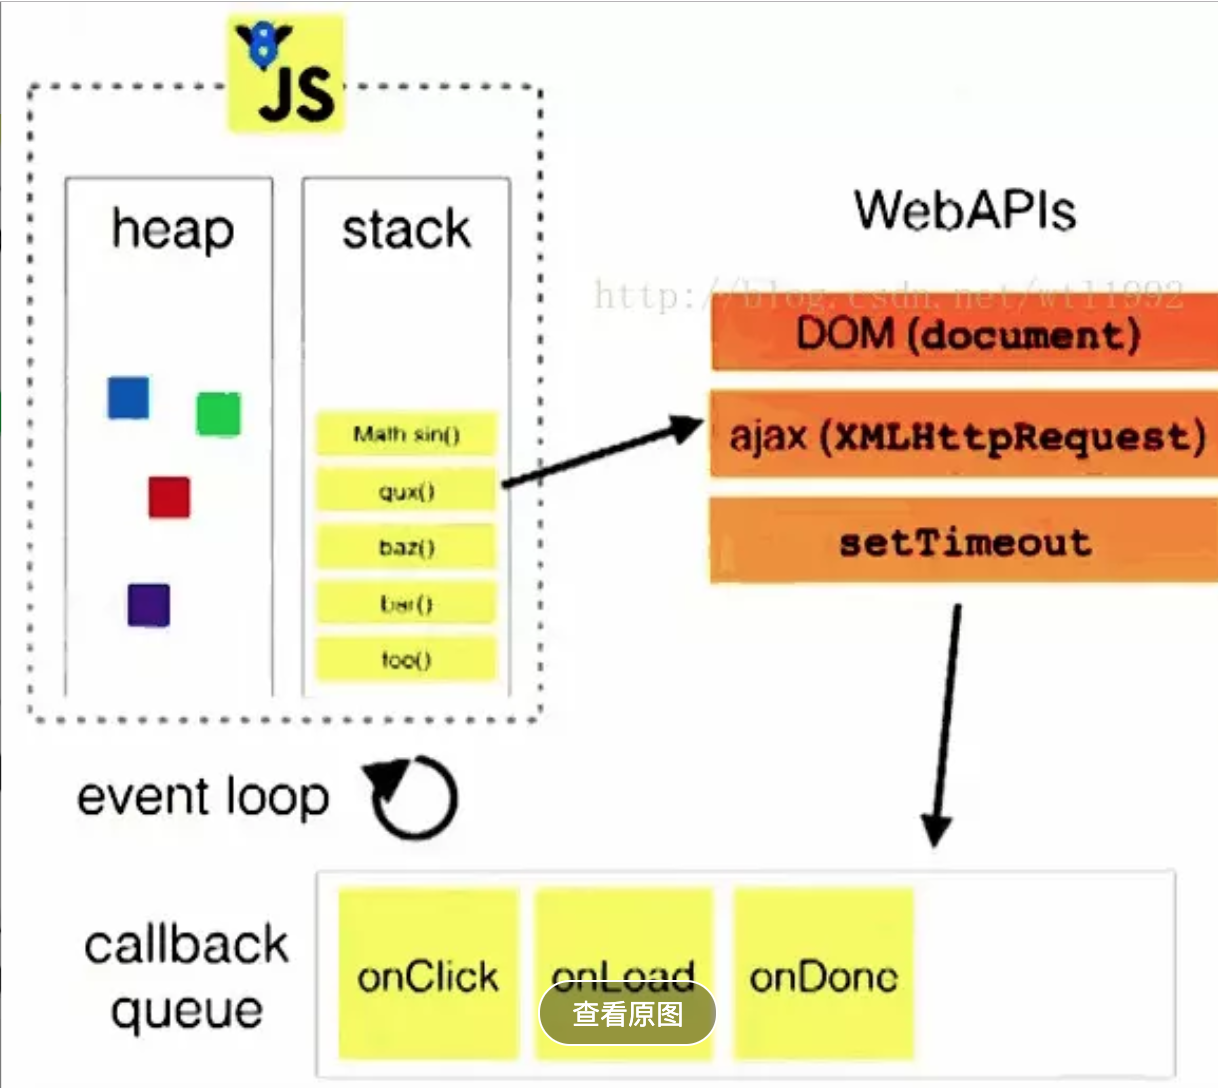 8
JS
heap
stack
WebAPIs
http://blog.csdn.net/wtl1992
DOM (document)
ajax (XMLHttpRequest)
setTimeout
Math sin()
qux()
baz()
bar()
foo()
event loop
callback
queue
onClick
onLoad
onDone
查看原图